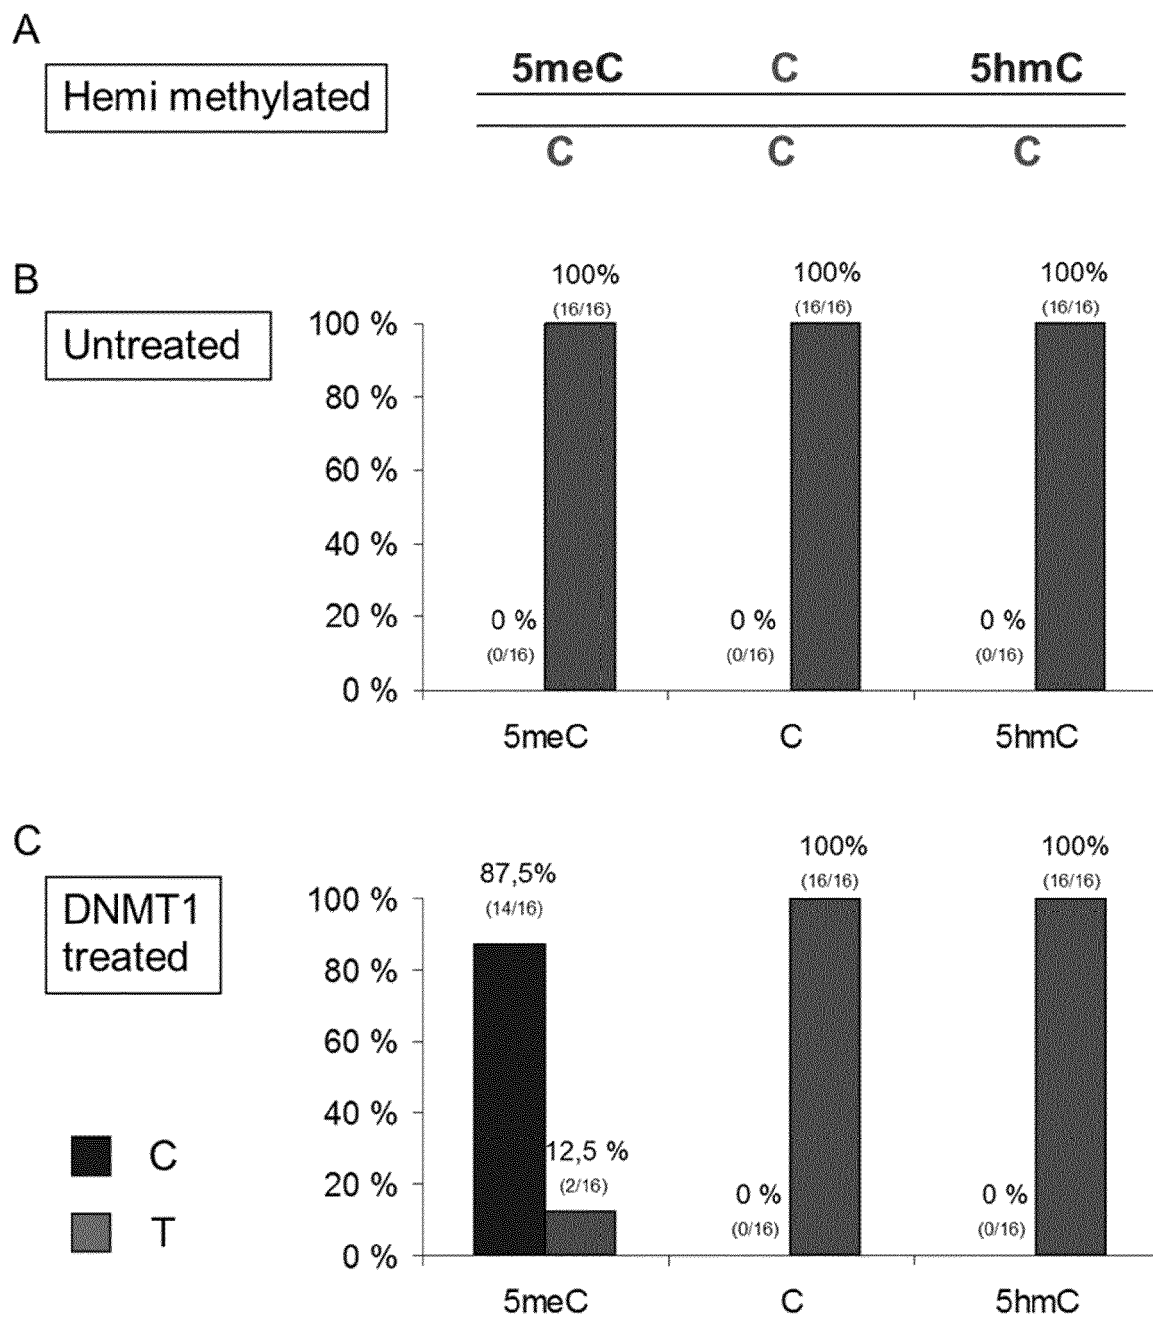 A
Hemi methylated
5meC C 5hmC
C C C
B
Untreated
100% 100% 100%
(16/16) (16/16) (16/16)
100 %
80 %
60 %
40 %
20 %
0 %
0 % 0 % 0 %
(0/16) (0/16) (0/16)
5meC C 5hmC
C
DNMT1
treated
87,5% 100% 100%
(14/16) (16/16) (16/16)
100 %
80 %
60 %
40 %
20 %
0 %
12,5 % 0 % 0 %
(2/16) (0/16) (0/16)
C
T
5meC C 5hmC